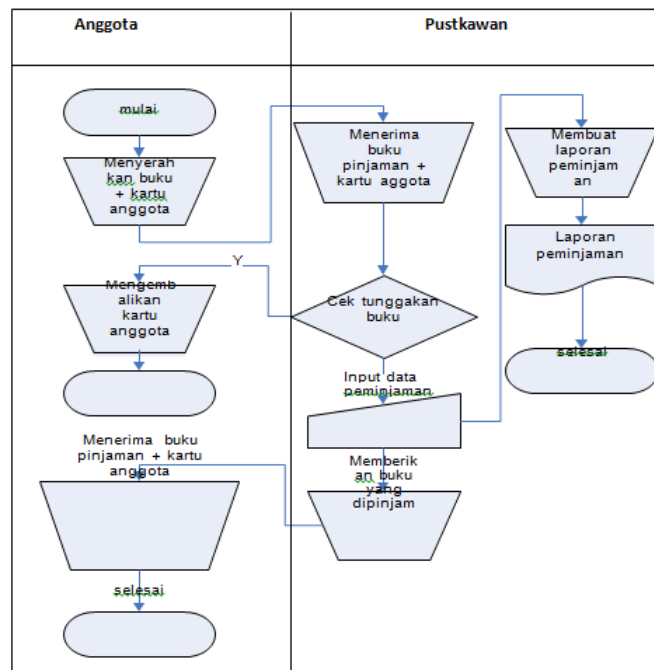 Anggota
Pustkawan
mulai
Menyerah
kan buku
+ kartu
anggota
Menerima
buku
pinjaman +
kartu aggota
Membuat
laporan
peminjam
an
Laporan
peminjaman
selesai
Y
Cek tunggakan
buku
Mengemb
alikan
kartu
anggota
Input data
peminjaman
Memberik
an buku
yang
dipinjam
Menerima buku
pinjaman + kartu
anggota
selesai